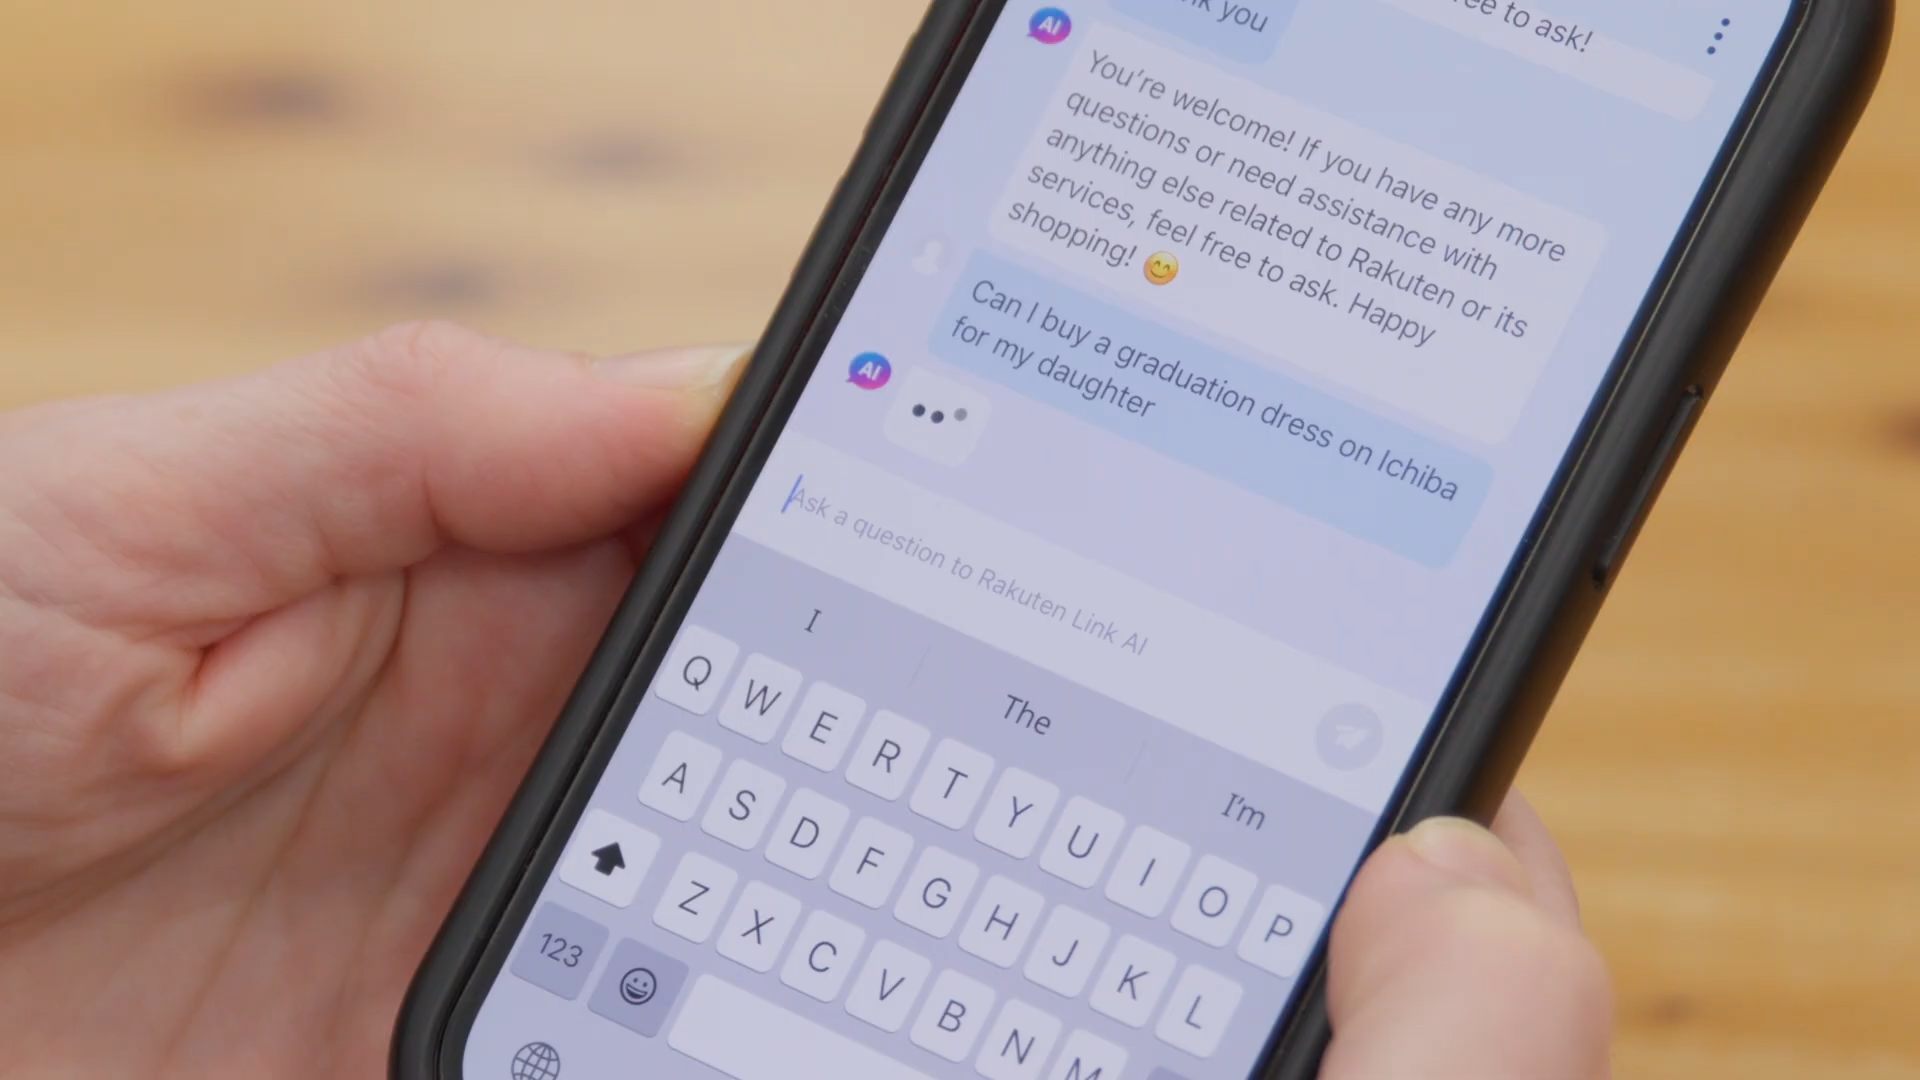 you
free to ask!
AI
You're welcome! If you have any more
questions or need assistance with
anything else related to Rakuten or its
services, feel free to ask. Happy
shopping! 😊
Can I buy a graduation dress on Ichiba
for my daughter
AI
Ask a question to Rakuten Link AI
I The I'm
Q W E R T Y U I O P
A S D F G H J K L
Z X C V B N M
123